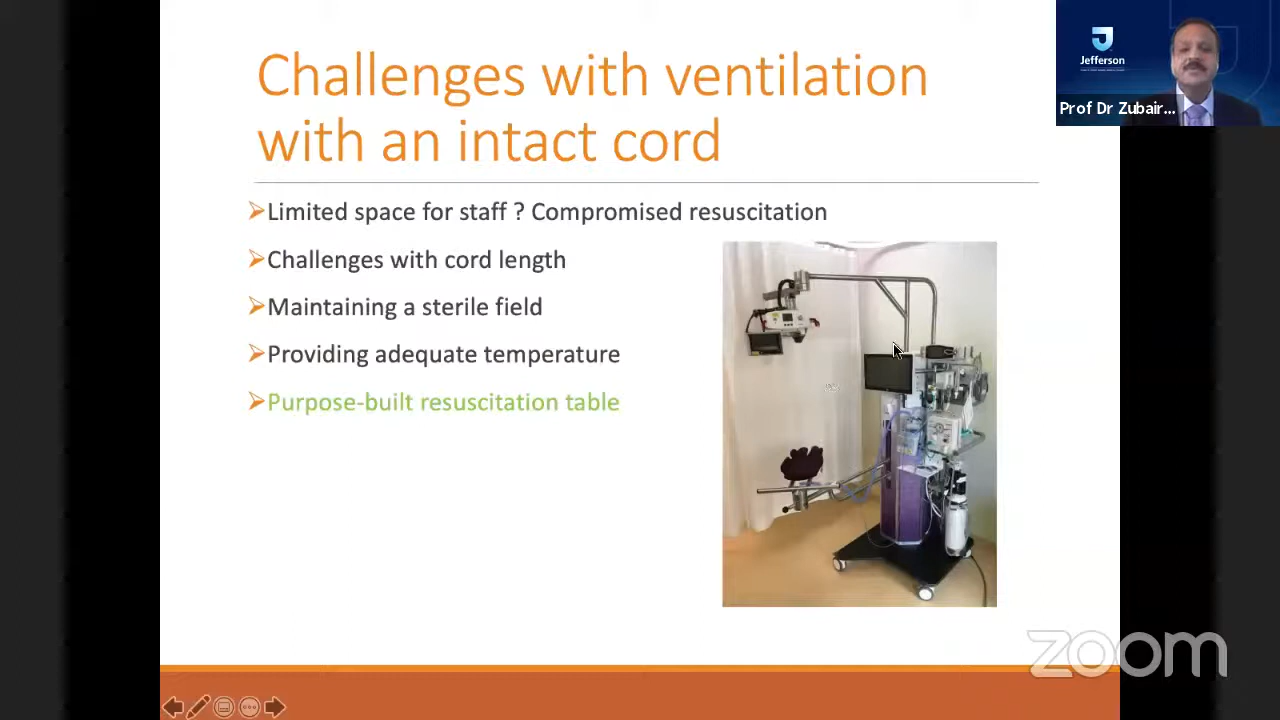 Challenges with ventilation
with an intact cord
Limited space for staff ? Compromised resuscitation
Challenges with cord length
Maintaining a sterile field
Providing adequate temperature
Purpose-built resuscitation table
Jefferson
Prof Dr Zubair...
zoom